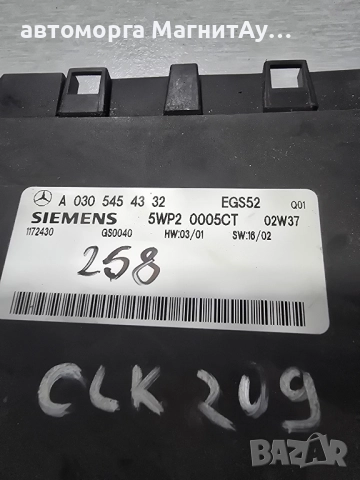 автоморга МагнитАу...
A 030 545 43 32 EGS52 Q01
SIEMENS 5WP2 0005CT 02W37
1172430 GS0040 HW:03/01 SW:16/02
258
CLK 209
BAZAR